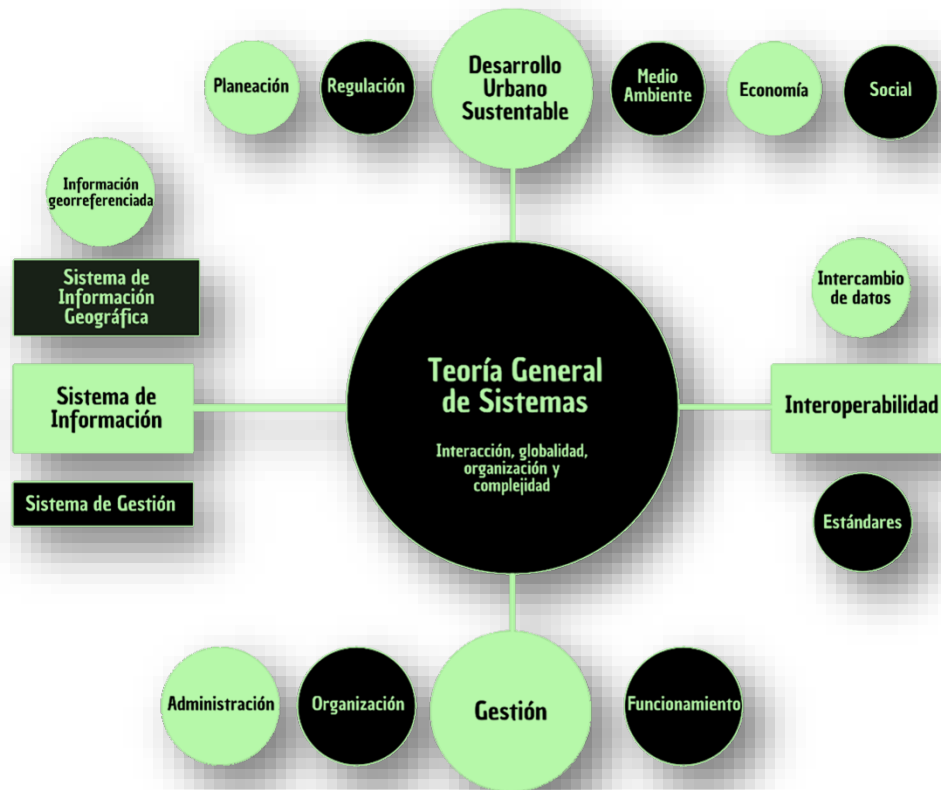 Planeación
Regulación
Desarrollo
Urbano
Sustentable
Medio
Ambiente
Economía
Social
Información
georreferenciada
Sistema de
Información
Geográfica
Sistema de
Información
Sistema de Gestión
Teoría General
de Sistemas
Interacción, globalidad,
organización y
complejidad
Intercambio
de datos
Interoperabilidad
Estándares
Administración
Organización
Gestión
Funcionamiento